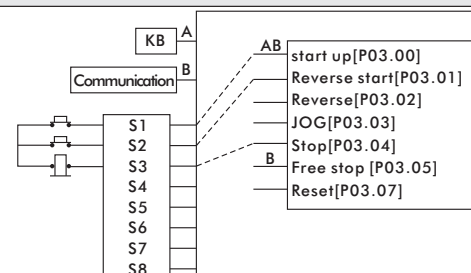 KB
A
Communication
B
S1
S2
S3
S4
S5
S6
S7
S8
AB
start up[P03.00]
Reverse start[P03.01]
Reverse[P03.02]
JOG[P03.03]
Stop[P03.04]
B
Free stop [P03.05]
Reset[P03.07]